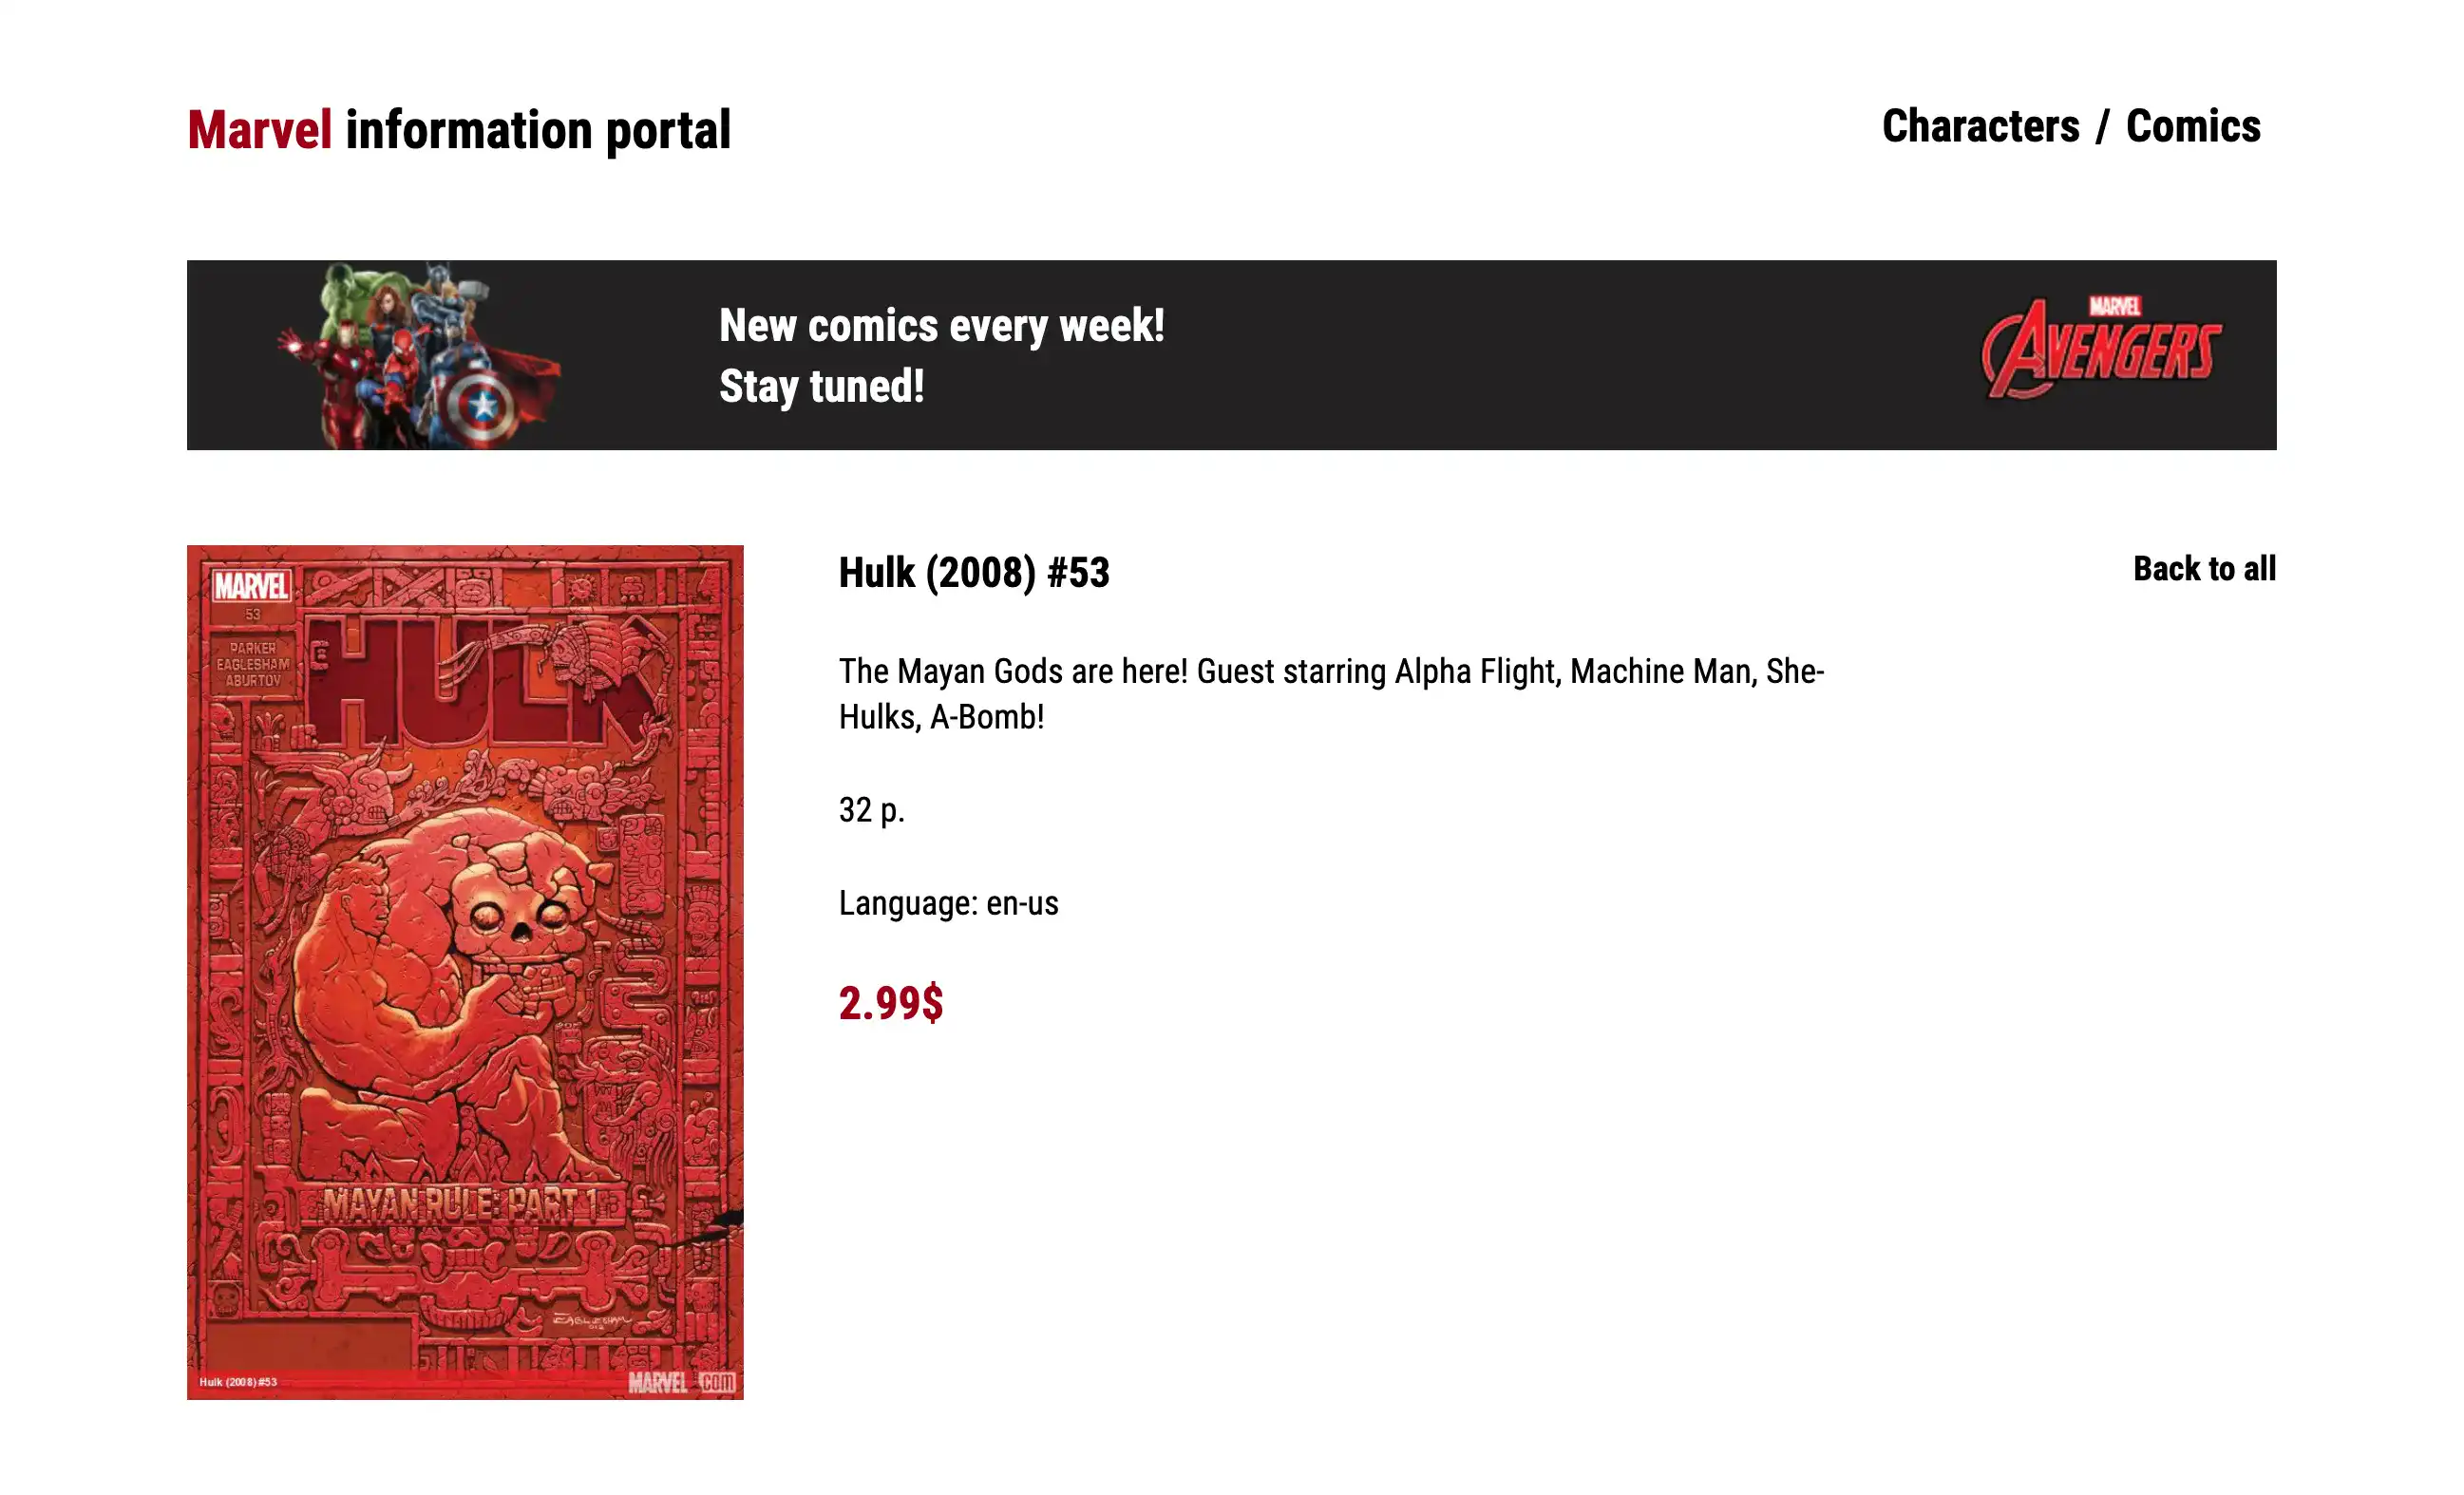 Marvel information portal
Characters / Comics
New comics every week!
Stay tuned!
MARVEL
AVENGERS
MARVEL
53
PARKER
EAGLESHAM
ABURTOV
HULK
MAYAN RULE: PART 1
EAGLESHAM
Hulk (2008) #53
MARVEL.com
Hulk (2008) #53
Back to all
The Mayan Gods are here! Guest starring Alpha Flight, Machine Man, She-
Hulks, A-Bomb!
32 p.
Language: en-us
2.99$